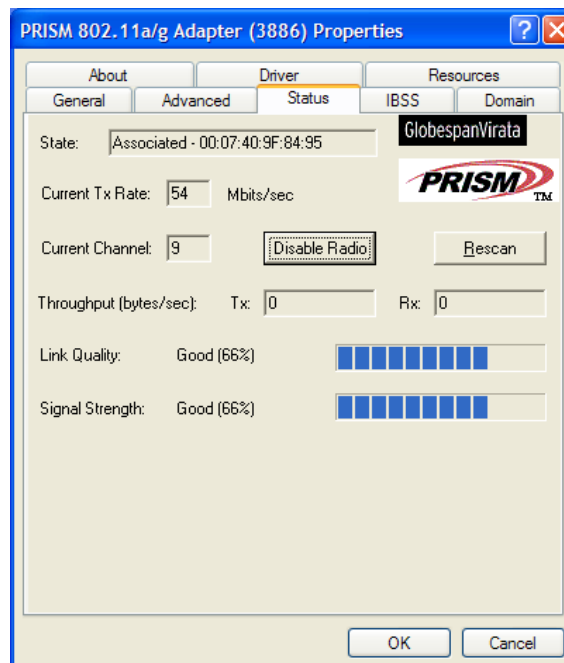 PRISM 802.11a/g Adapter (3886) Properties ?
About Driver Resources
General Advanced Status IBSS Domain
State: Associated - 00:07:40:9F:84:95 GlobespanVirata
PRISM TM
Current Tx Rate: 54 Mbits/sec
Current Channel: 9 Disable Radio Rescan
Throughput (bytes/sec): Tx: 0 Rx: 0
Link Quality: Good (66%)
Signal Strength: Good (66%)
OK Cancel